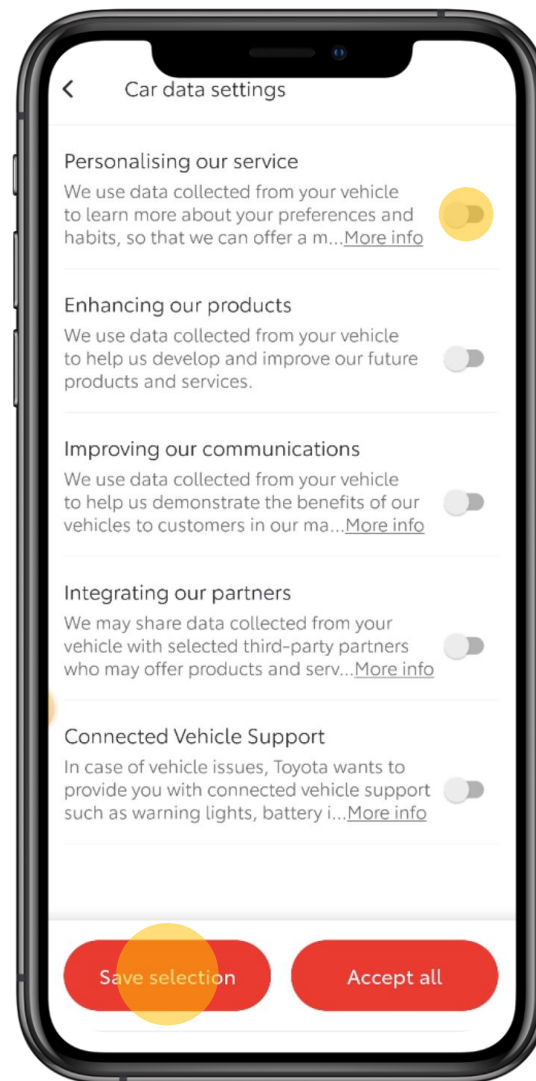 Car data settings
Personalising our service
We use data collected from your vehicle
to learn more about your preferences and
habits, so that we can offer a m...More info
Enhancing our products
We use data collected from your vehicle
to help us develop and improve our future
products and services.
Improving our communications
We use data collected from your vehicle
to help us demonstrate the benefits of our
vehicles to customers in our ma...More info
Integrating our partners
We may share data collected from your
vehicle with selected third-party partners
who may offer products and serv...More info
Connected Vehicle Support
In case of vehicle issues, Toyota wants to
provide you with connected vehicle support
such as warning lights, battery i...More info
Save selection
Accept all